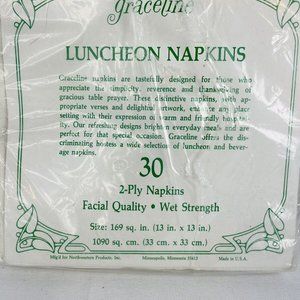 graceline
LUNCHEON NAPKINS
Graceline napkins are tastefully designed for those who
appreciate the simplicity, reverence and thanksgiving of
gracious table prayer. These distinctive napkins, with ap-
propriate verses and delightful artwork, enhance any place
setting with their expression of warm and friendly hospital-
ity. Our refreshing designs brighten everyday meals and are
perfect for that special occasion. Graceline offers the dis-
criminating hostess a wide selection of luncheon and bever-
age napkins.
30
2-Ply Napkins
Facial Quality • Wet Strength
Size: 169 sq. in. (13 in. x 13 in.)
1090 sq. cm. (33 cm. x 33 cm.)
Mfg'd for Northwestern Products, Inc. Minneapolis, Minnesota 55423 Made in U.S.A.